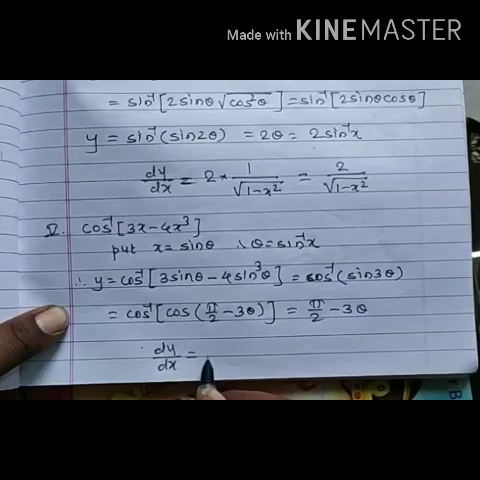 Made with KINEMASTER
= sin⁻¹[2sinθ √cos²θ] = sin⁻¹[2sinθcosθ]
y = sin⁻¹(sin2θ) = 2θ = 2sin⁻¹x
dy/dx = 2 * 1/√1-x² = 2/√1-x²
V. cos⁻¹[3x-4x³]
put x = sinθ ∴ θ = sin⁻¹x
∴ y = cos⁻¹[3sinθ - 4sin³θ] = cos⁻¹(sin3θ)
= cos⁻¹[cos(π/2 - 3θ)] = π/2 - 3θ
dy/dx =